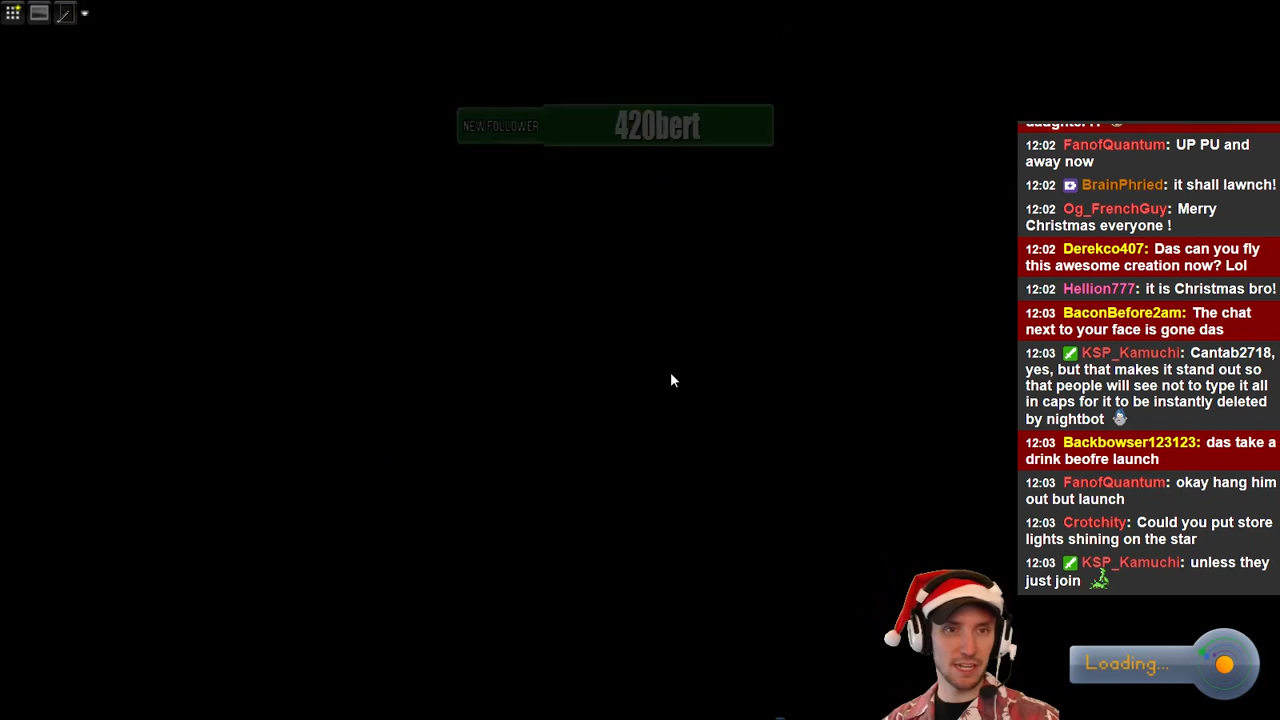 NEW FOLLOWER 420bert
12:02 FanofQuantum: UP PU and
away now
12:02 BrainPhried: it shall lawnch!
12:02 Og_FrenchGuy: Merry
Christmas everyone !
12:02 Derekco407: Das can you fly
this awesome creation now? Lol
12:02 Hellion777: it is Christmas bro!
12:03 BaconBefore2am: The chat
next to your face is gone das
12:03 KSP_Kamuchi: Cantab2718,
yes, but that makes it stand out so
that people will see not to type it all
in caps for it to be instantly deleted
by nightbot
12:03 Backbowser123123: das take a
drink beofre launch
12:03 FanofQuantum: okay hang him
out but launch
12:03 Crotchity: Could you put store
lights shining on the star
12:03 KSP_Kamuchi: unless they
just join
Loading...